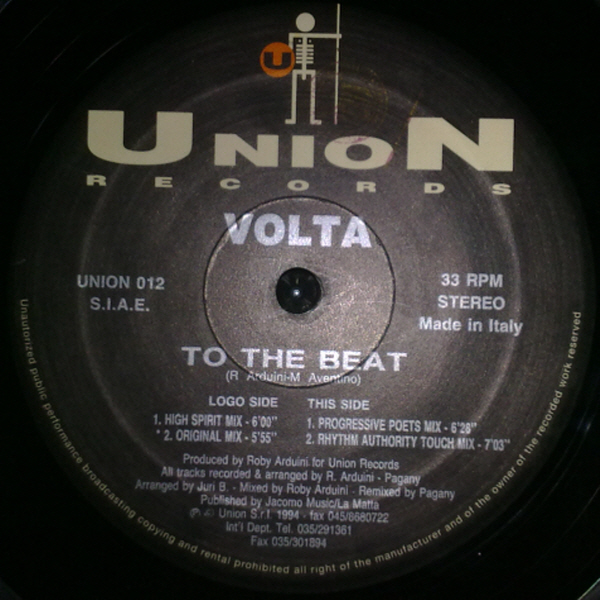 U
UNION
RECORDS
VOLTA
UNION 012
S.I.A.E.
33 RPM
STEREO
Made in Italy
TO THE BEAT
(R Arduini-M Aventino)
LOGO SIDE
1. HIGH SPIRIT MIX - 6'00"
* 2. ORIGINAL MIX - 5'55"
THIS SIDE
1. PROGRESSIVE POETS MIX - 6'28"
2. RHYTHM AUTHORITY TOUCH MIX - 7'03"
Produced by Roby Arduini for Union Records
All tracks recorded & arranged by R. Arduini - Pagany
Arranged by Juri B. - Mixed by Roby Arduini - Remixed by Pagany
Published by Jacomo Music/La Matta
℗ © Union S.r.l. 1994 - fax 045/8680722
Int'l Dept. Tel. 035/291361
Fax 035/301894
Unautorized public performance broadcasting copying and rental prohibited all right of the manufacturer and of the owner of the recorded work reserved